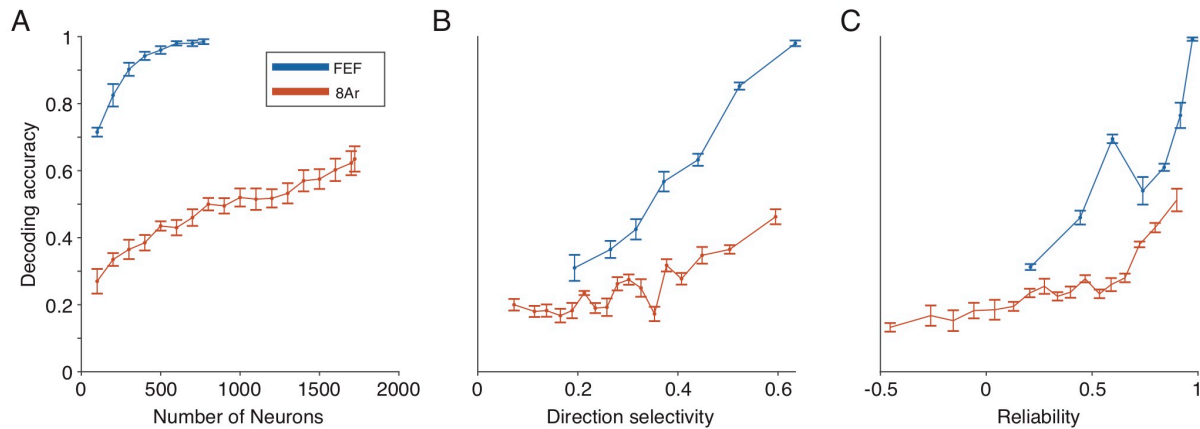 A
B
C
1
0.8
0.6
0.4
0.2
0
Decoding accuracy
FEF
8Ar
0
500
1000
1500
2000
Number of Neurons
0
0.2
0.4
0.6
Direction selectivity
-0.5
0
0.5
1
Reliability